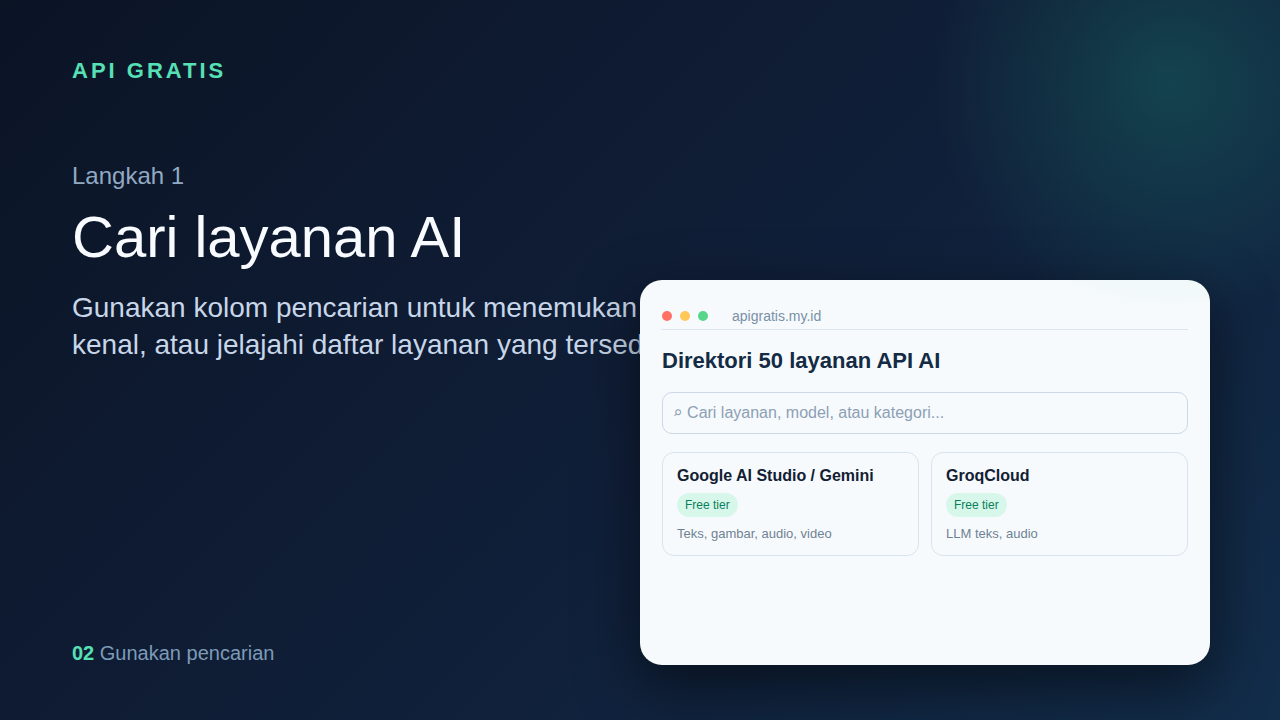 API GRATIS
Langkah 1
Cari layanan AI
Gunakan kolom pencarian untuk menemukan
kenal, atau jelajahi daftar layanan yang
apigratis.my.id
Direktori 50 layanan API AI
⌕ Cari layanan, model, atau kategori...
Google AI Studio / Gemini
Free tier
Teks, gambar, audio, video
GroqCloud
Free tier
LLM teks, audio
02 Gunakan pencarian